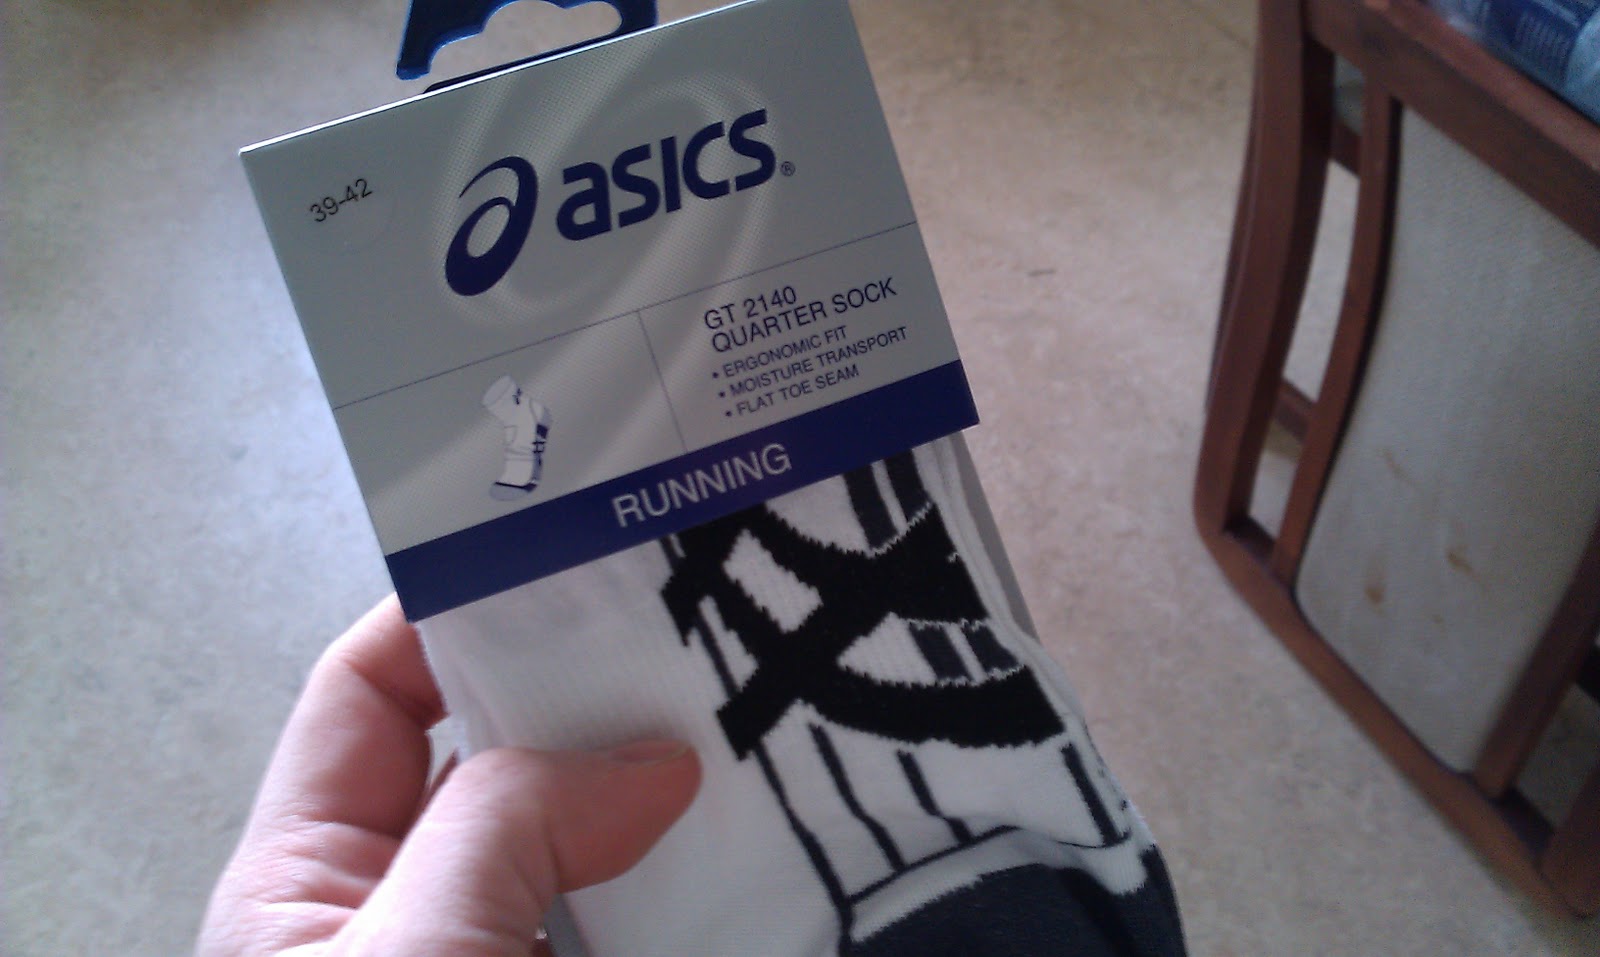 39-42
asics®
GT 2140
QUARTER SOCK
• ERGONOMIC FIT
• MOISTURE TRANSPORT
• FLAT TOE SEAM
RUNNING